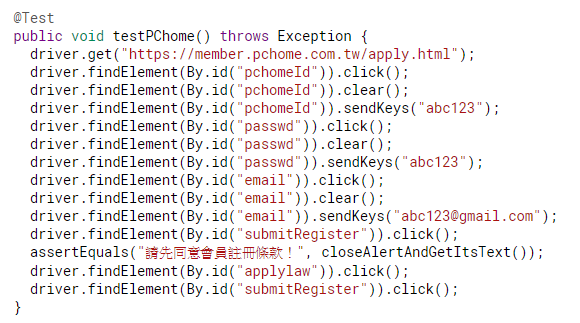 @Test
public void testPChome() throws Exception {
  driver.get("https://member.pchome.com.tw/apply.html");
  driver.findElement(By.id("pchomeId")).click();
  driver.findElement(By.id("pchomeId")).clear();
  driver.findElement(By.id("pchomeId")).sendKeys("abc123");
  driver.findElement(By.id("passwd")).click();
  driver.findElement(By.id("passwd")).clear();
  driver.findElement(By.id("passwd")).sendKeys("abc123");
  driver.findElement(By.id("email")).click();
  driver.findElement(By.id("email")).clear();
  driver.findElement(By.id("email")).sendKeys("abc123@gmail.com");
  driver.findElement(By.id("submitRegister")).click();
  assertEquals("請先同意會員註冊條款！", closeAlertAndGetItsText());
  driver.findElement(By.id("applylaw")).click();
  driver.findElement(By.id("submitRegister")).click();
}